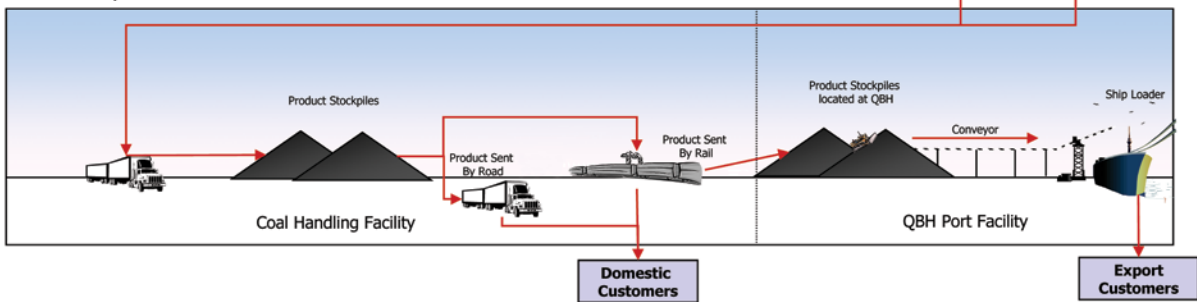 Product Stockpiles
Product Sent
By Road
Product Sent
By Rail
Product Stockpiles
located at QBH
Conveyor
Ship Loader
Coal Handling Facility
QBH Port Facility
Domestic
Customers
Export
Customers